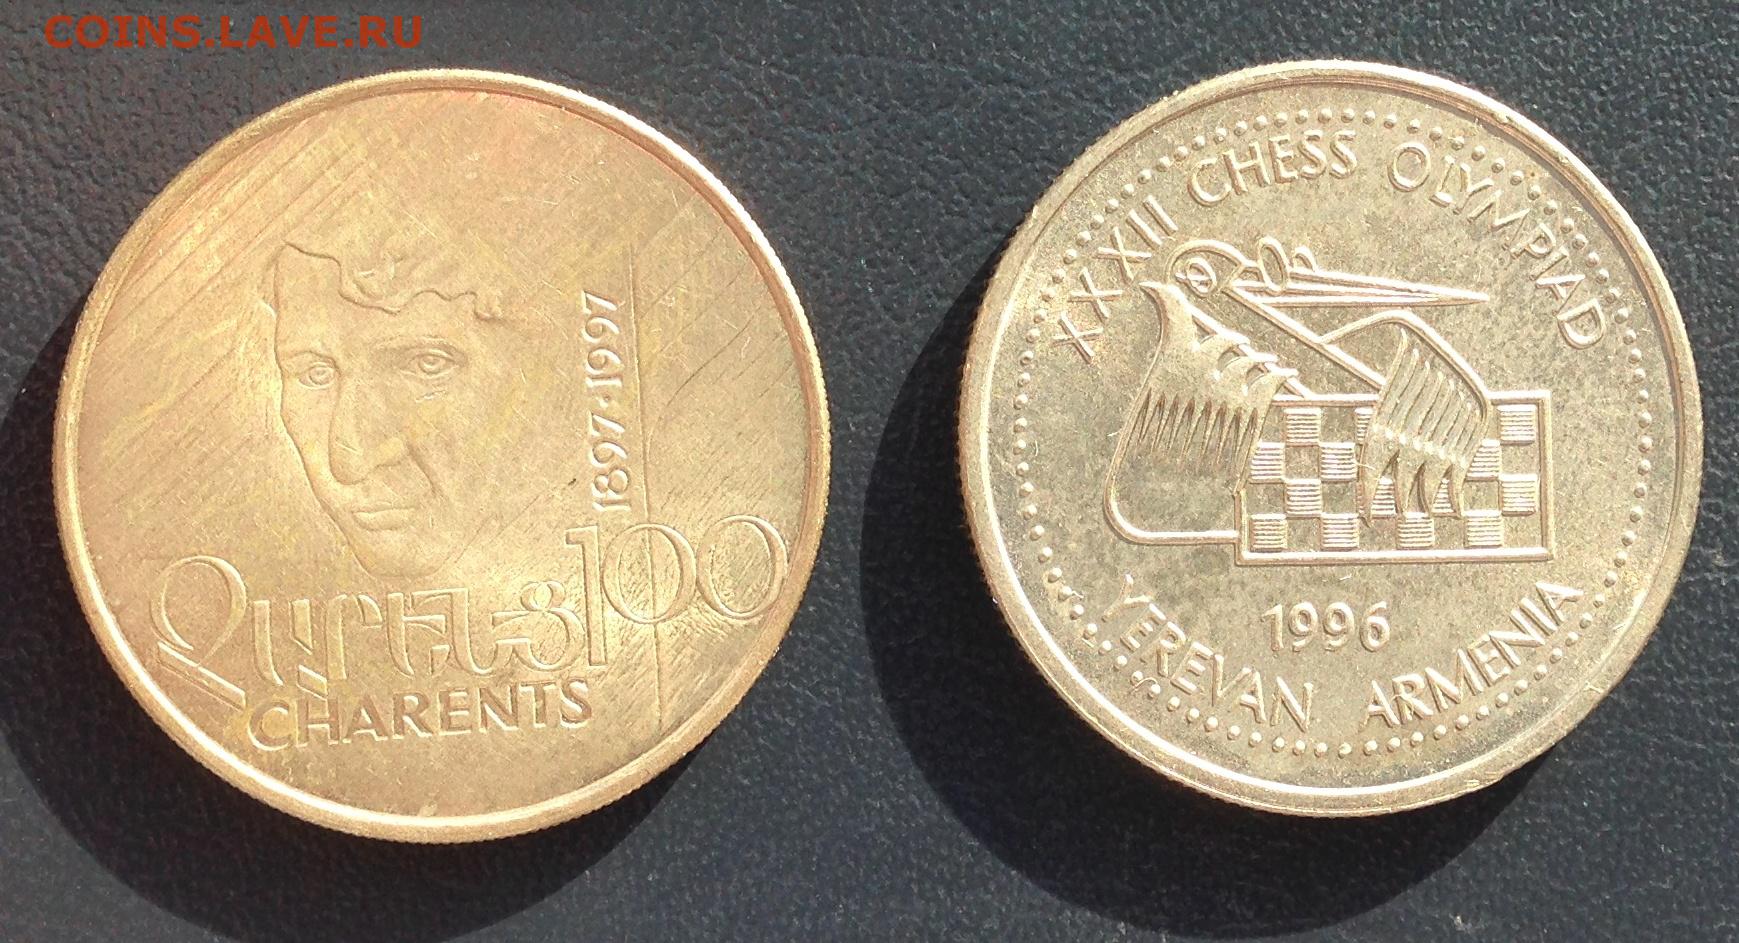 COINS.LAVE.RU
1897·1997
Չարենց 100
CHARENTS
XXXII CHESS OLYMPIAD
1996
YEREVAN ARMENIA